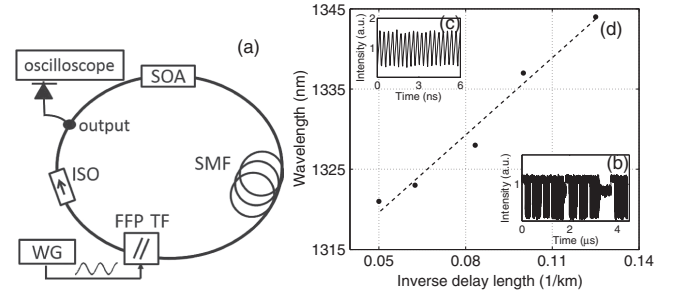 (a)
oscilloscope
SOA
output
ISO
SMF
FFP TF
WG
1345
1335
1325
1315
Wavelength (nm)
0.05
0.08
0.11
0.14
Inverse delay length (1/km)
(d)
(c)
2
1
0
Intensity (a.u.)
0
3
6
Time (ns)
(b)
1
Intensity (a.u.)
0
2
4
Time (μs)